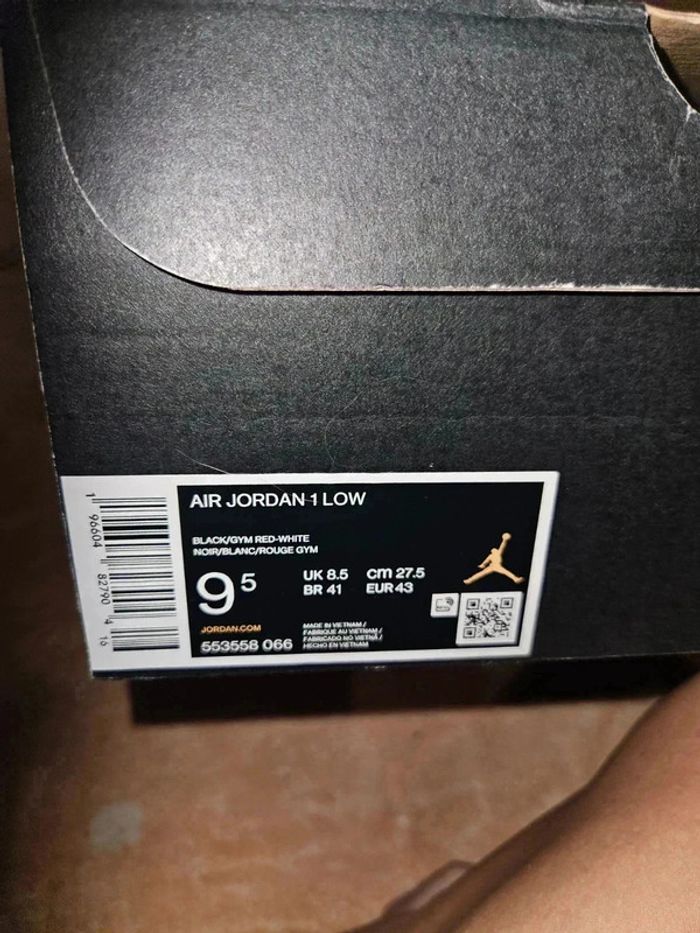 AIR JORDAN 1 LOW
BLACK/GYM RED-WHITE
NOIR/BLANC/ROUGE GYM
9 5
UK 8.5 cm 27.5
BR 41 EUR 43
JORDAN.COM
553558 066
MADE IN VIETNAM /
FABRIQUE AU VIETNAM /
FABRICADO NO VIETNÃ /
HECHO EN VIETNAM
1 96604 82790 4 16